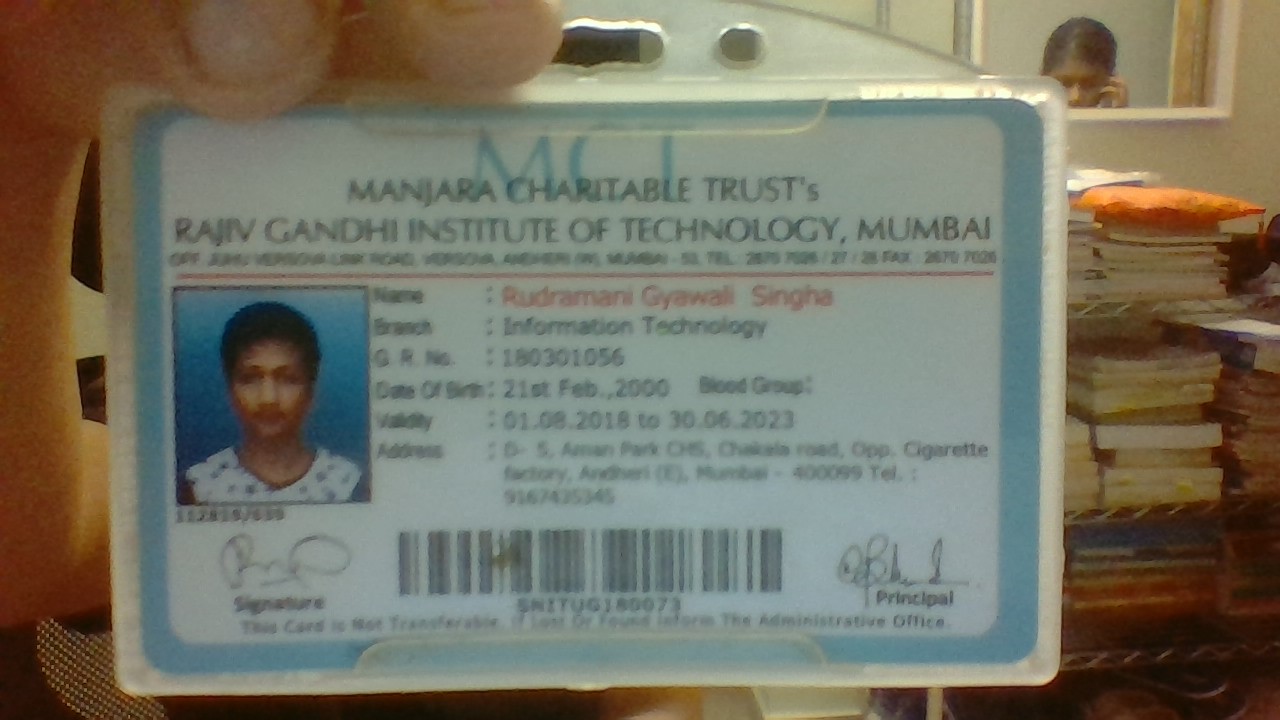 MCT
MANJARA CHARITABLE TRUST's
RAJIV GANDHI INSTITUTE OF TECHNOLOGY, MUMBAI
OFF. JUHU VERSOVA LINK ROAD, VERSOVA, ANDHERI (W), MUMBAI - 53. TEL. : 2670 7026 / 27 / 28 FAX : 2670 7026
Name : Rudramani Gyawali Singha
Branch : Information Technology
G. R. No. : 180301056
Date Of Birth : 21st Feb.,2000 Blood Group:
Validity : 01.08.2018 to 30.06.2023
Address : D- 5, Aman Park CHS, Chakala road, Opp. Cigarette
factory, Andheri (E), Mumbai - 400099 Tel. :
9167435345
Signature
Principal
SNITUG180073
This Card is Not Transferable. If Lost Or Found Inform The Administrative Office.